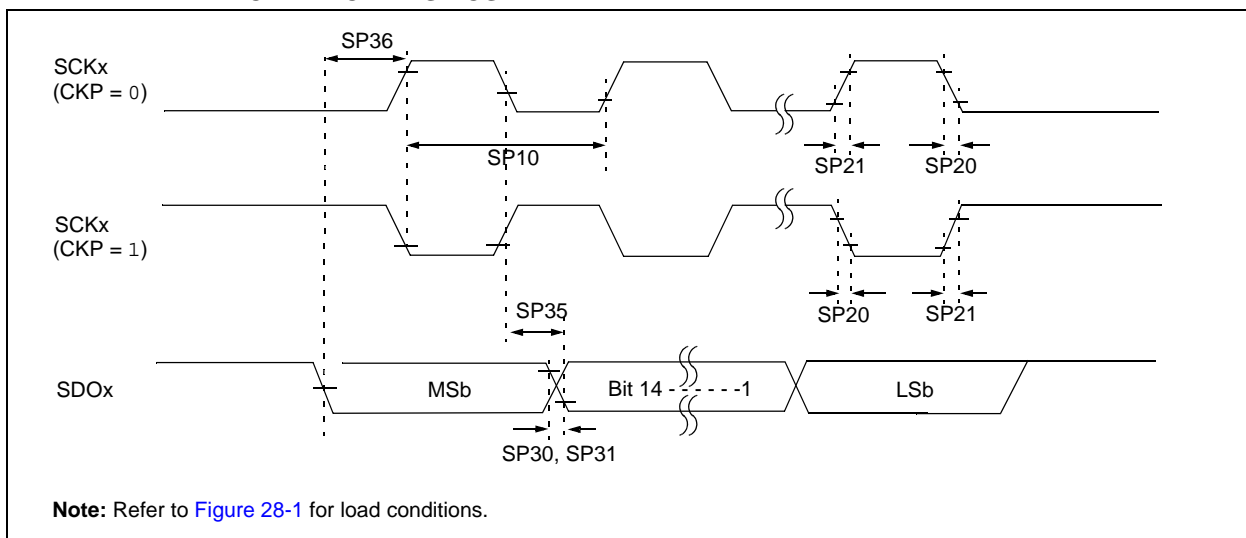 SP36
SCKx
(CKP = 0)
SP10
SP21
SP20
SCKx
(CKP = 1)
SP35
SP20
SP21
SDOx
MSb
Bit 14 - - - - - -1
LSb
SP30, SP31
Note: Refer to Figure 28-1 for load conditions.